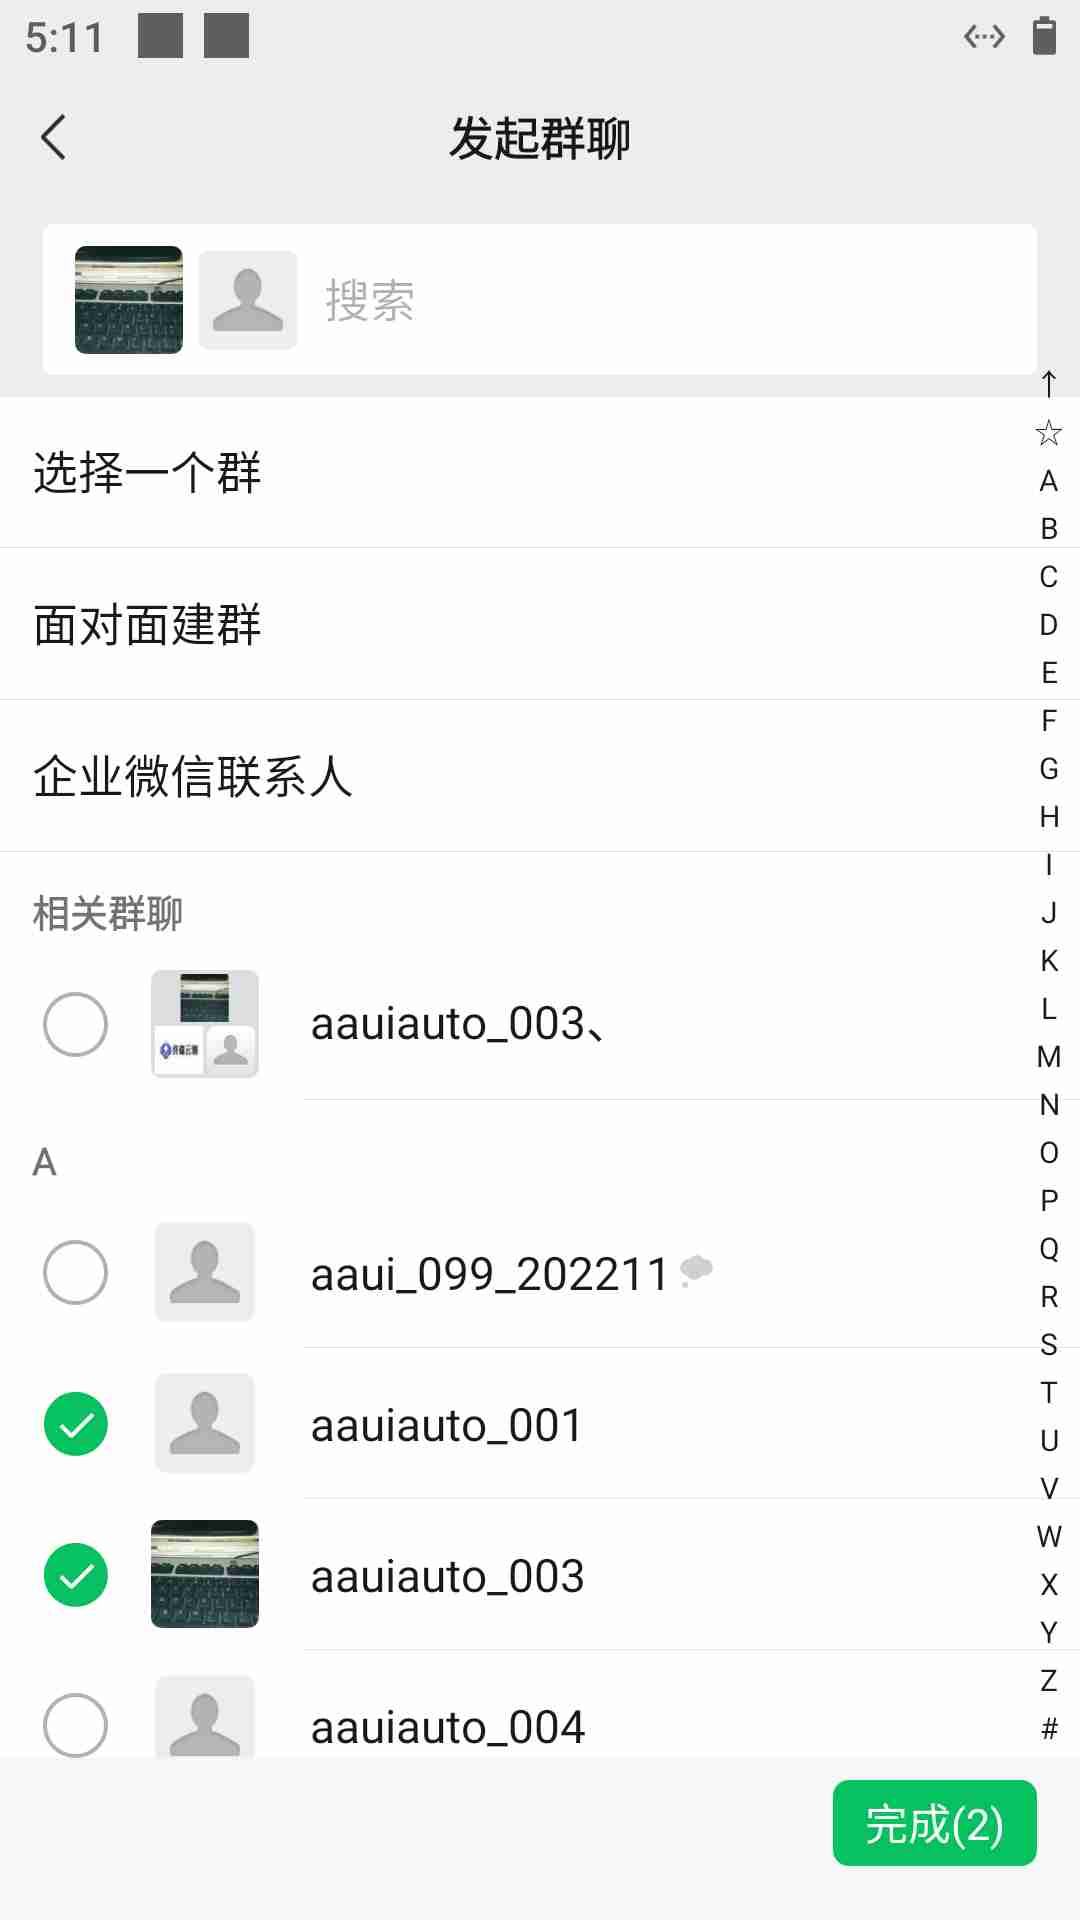 5:11
发起群聊
搜索
↑
☆
选择一个群
A
B
面对面建群
C
D
E
企业微信联系人
F
G
H
I
相关群聊
J
K
aauiauto_003、
L
M
N
A
O
P
Q
aaui_099_202211
R
S
T
aauiauto_001
U
V
W
aauiauto_003
X
Y
Z
aauiauto_004
#
完成(2)